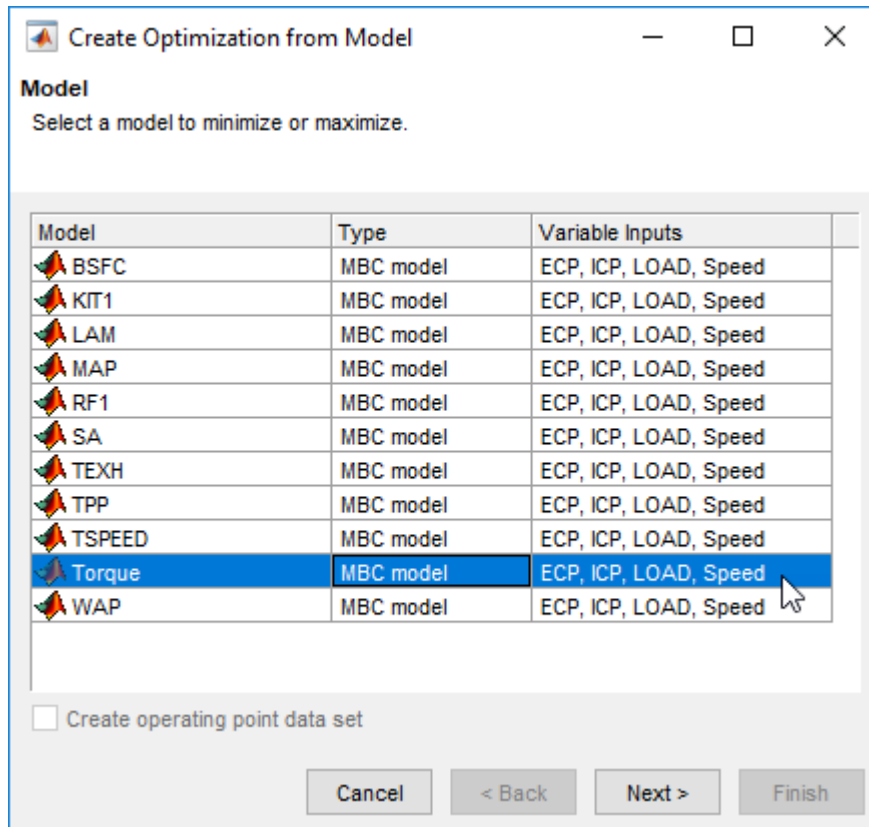 Create Optimization from Model
Model
Select a model to minimize or maximize.
Model Type Variable Inputs
BSFC MBC model ECP, ICP, LOAD, Speed
KIT1 MBC model ECP, ICP, LOAD, Speed
LAM MBC model ECP, ICP, LOAD, Speed
MAP MBC model ECP, ICP, LOAD, Speed
RF1 MBC model ECP, ICP, LOAD, Speed
SA MBC model ECP, ICP, LOAD, Speed
TEXH MBC model ECP, ICP, LOAD, Speed
TPP MBC model ECP, ICP, LOAD, Speed
TSPEED MBC model ECP, ICP, LOAD, Speed
Torque MBC model ECP, ICP, LOAD, Speed
WAP MBC model ECP, ICP, LOAD, Speed
Create operating point data set
Cancel < Back Next > Finish